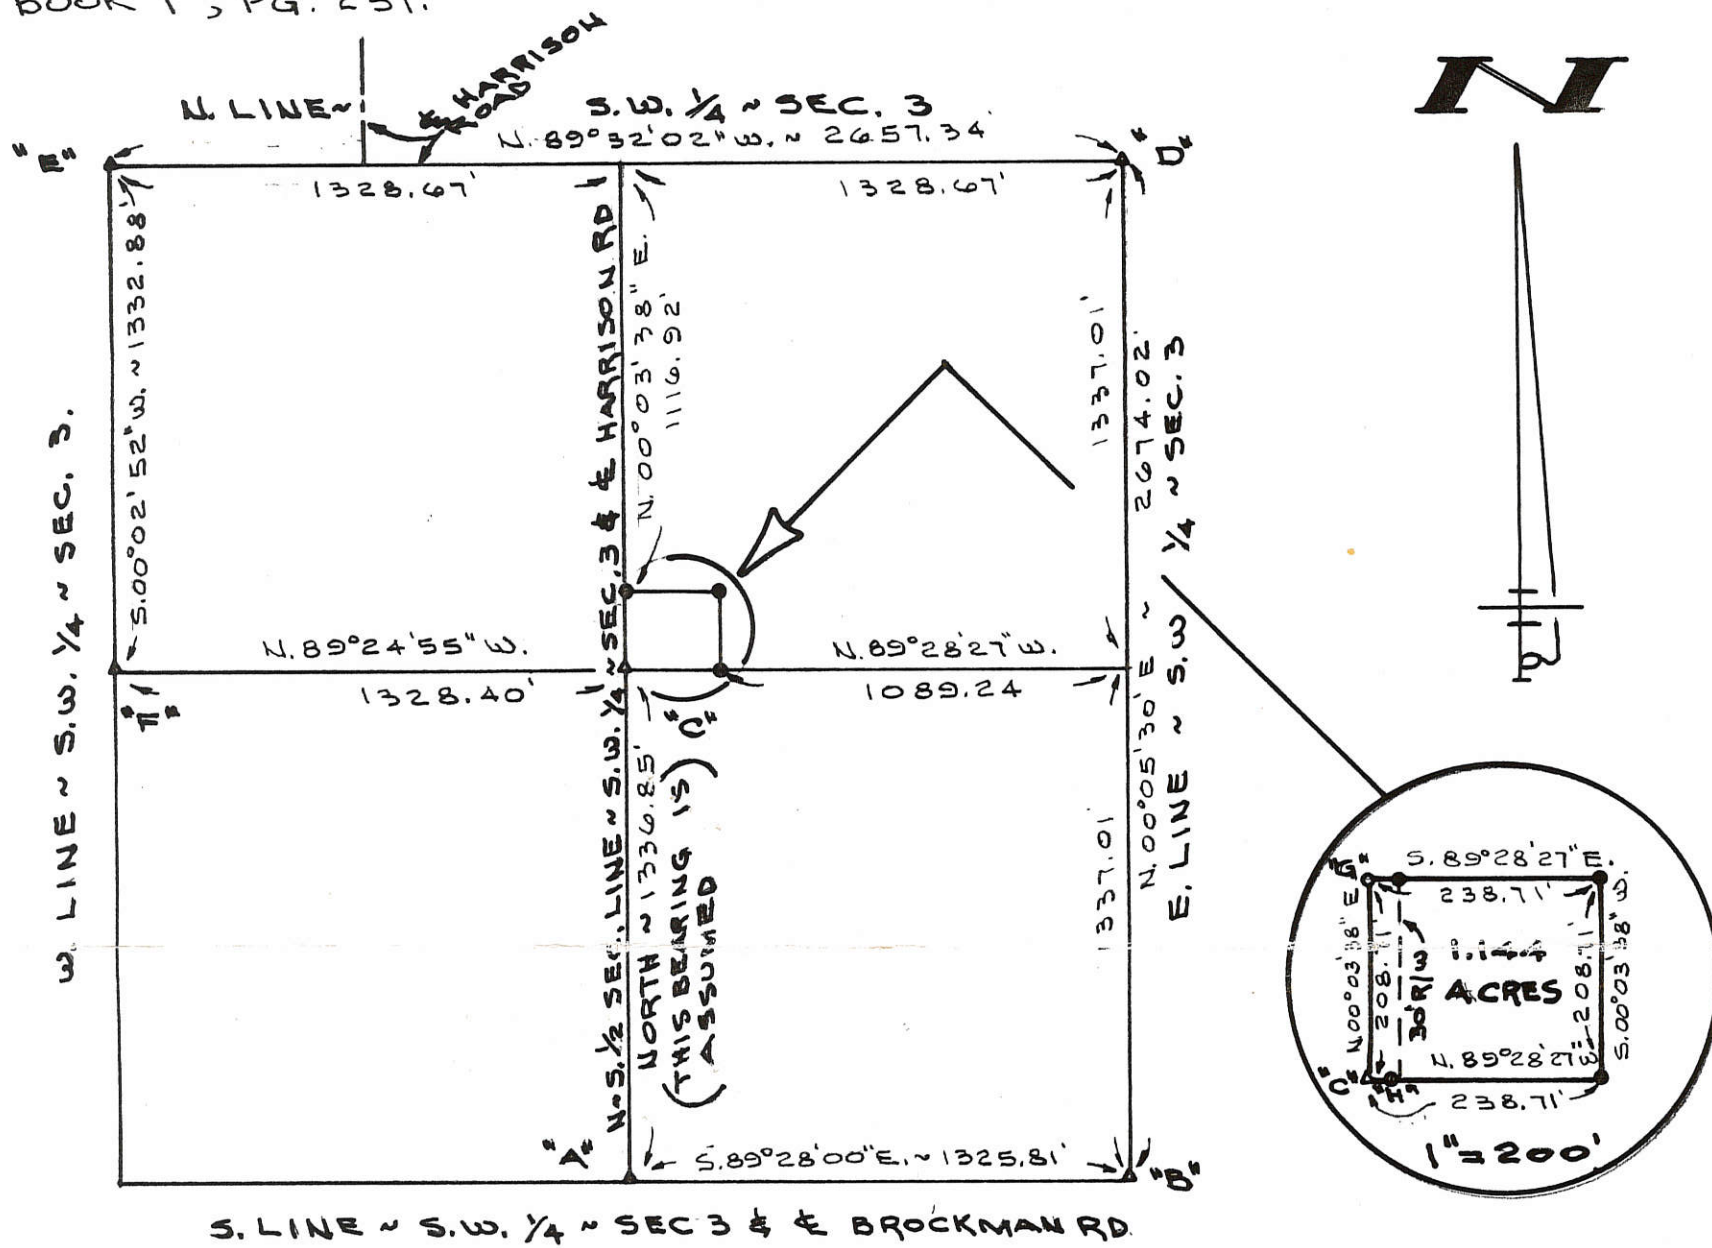 BOOK 1, PG. 251.
N. LINE ~
℄ HARRISON
ROAD
S.W. 1/4 ~ SEC. 3
N. 89°32'02" W. ~ 2657.34'
"E"
"D"
1328.67'
1328.67'
W. LINE ~ S.W. 1/4 ~ SEC. 3.
S.00°02'52" W. ~ 1332.88'
N~S. 1/2 SEC. LINE ~ S.W. 1/4 ~ SEC. 3 & ℄ HARRISON RD
N. 00°03'38" E.
1116.92'
1337.01'
2674.02'
N.00°05'30" E ~
E. LINE ~ S.W 1/4 ~ SEC. 3
N
N. 89°24'55" W.
1328.40'
N. 89°28'27" W.
1089.24
"F"
"C"
NORTH ~ 1336.85'
(THIS BEARING IS)
(ASSUMED
1337.01
"A"
S.89°28'00" E. ~ 1325.81'
"B"
S. LINE ~ S.W. 1/4 ~ SEC 3 & ℄ BROCKMAN RD.
"G"
S. 89°28'27" E.
238.71'
N.00°03'38" E
208.71'
30' R/W
1.144
ACRES
208.71'
S.00°03'38" W.
N. 89°28'27" W
"C"
"H"
238.71'
1"=200'